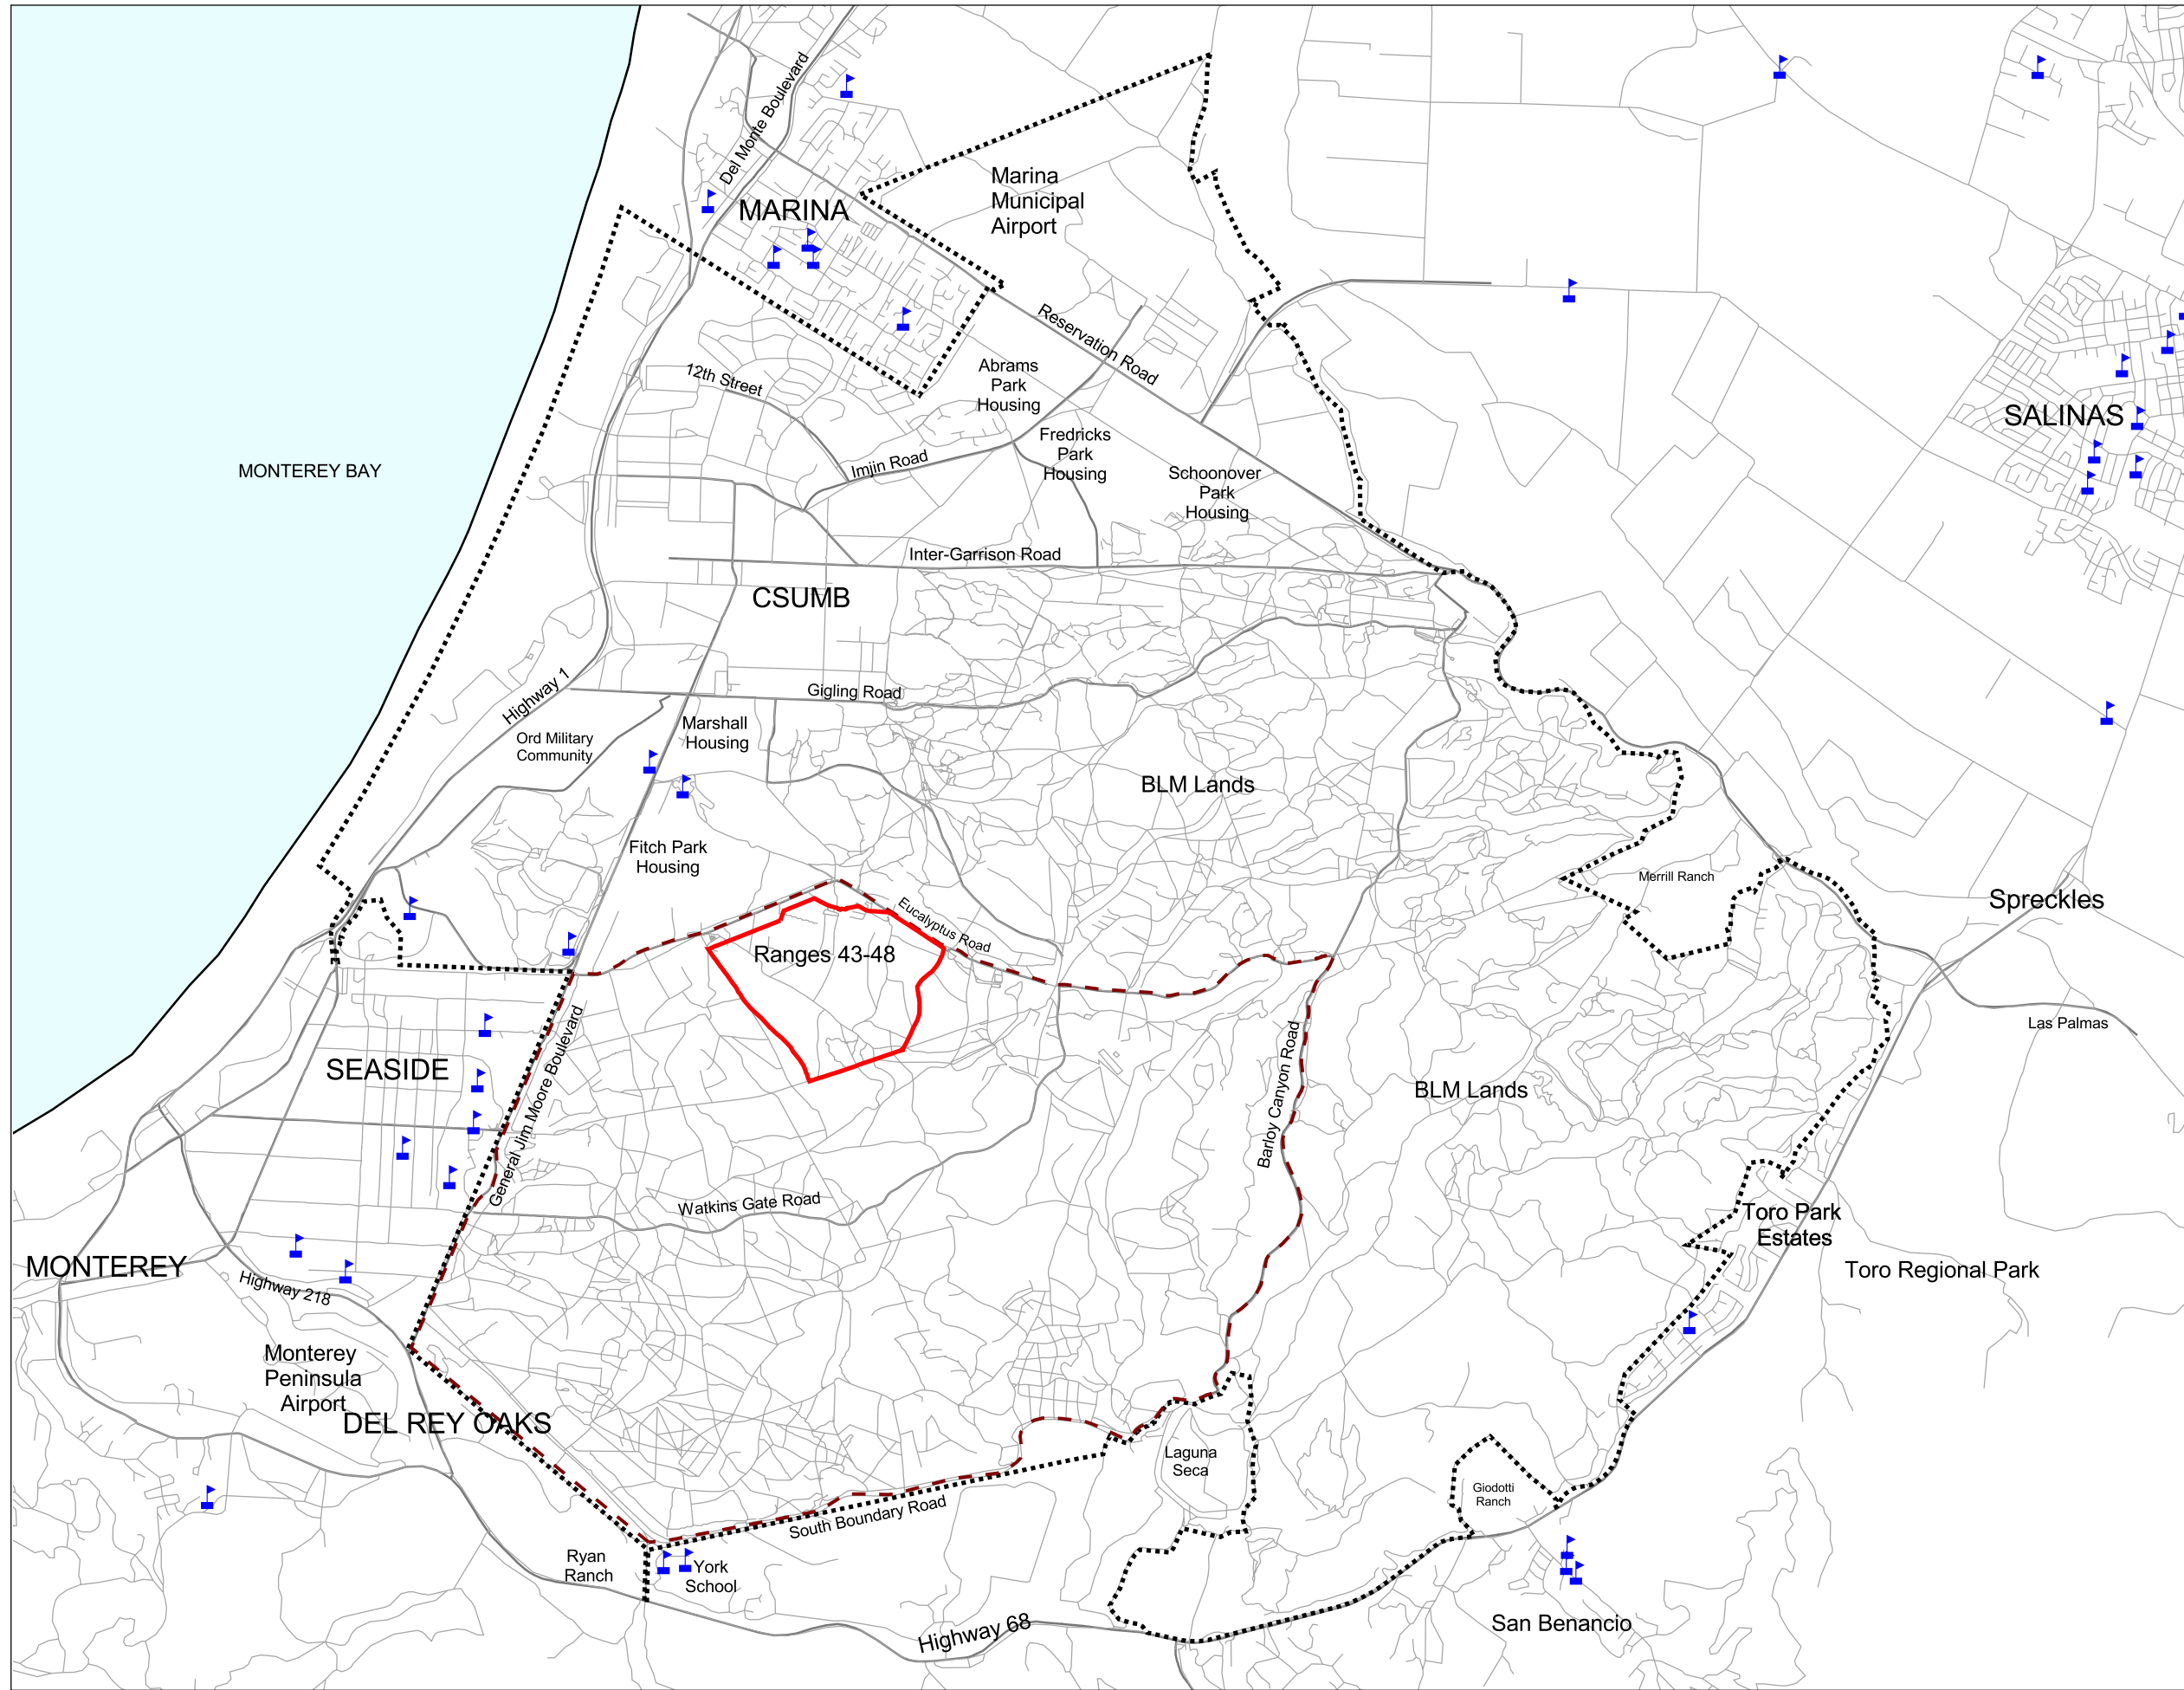 Del Monte Boulevard
MARINA
Marina
Municipal
Airport
Reservation Road
12th Street
Abrams
Park
Housing
SALINAS
MONTEREY BAY
Imjin Road
Fredricks
Park
Housing
Schoonover
Park
Housing
Inter-Garrison Road
CSUMB
Highway 1
Gigling Road
Ord Military
Community
Marshall
Housing
BLM Lands
Fitch Park
Housing
Merrill Ranch
Spreckles
Eucalyptus Road
Ranges 43-48
Las Palmas
SEASIDE
General Jim Moore Boulevard
Barloy Canyon Road
BLM Lands
Watkins Gate Road
Toro Park
Estates
MONTEREY
Toro Regional Park
Highway 218
Monterey
Peninsula
Airport
DEL REY OAKS
Laguna
Seca
Giodotti
Ranch
South Boundary Road
Ryan
Ranch
York
School
Highway 68
San Benancio